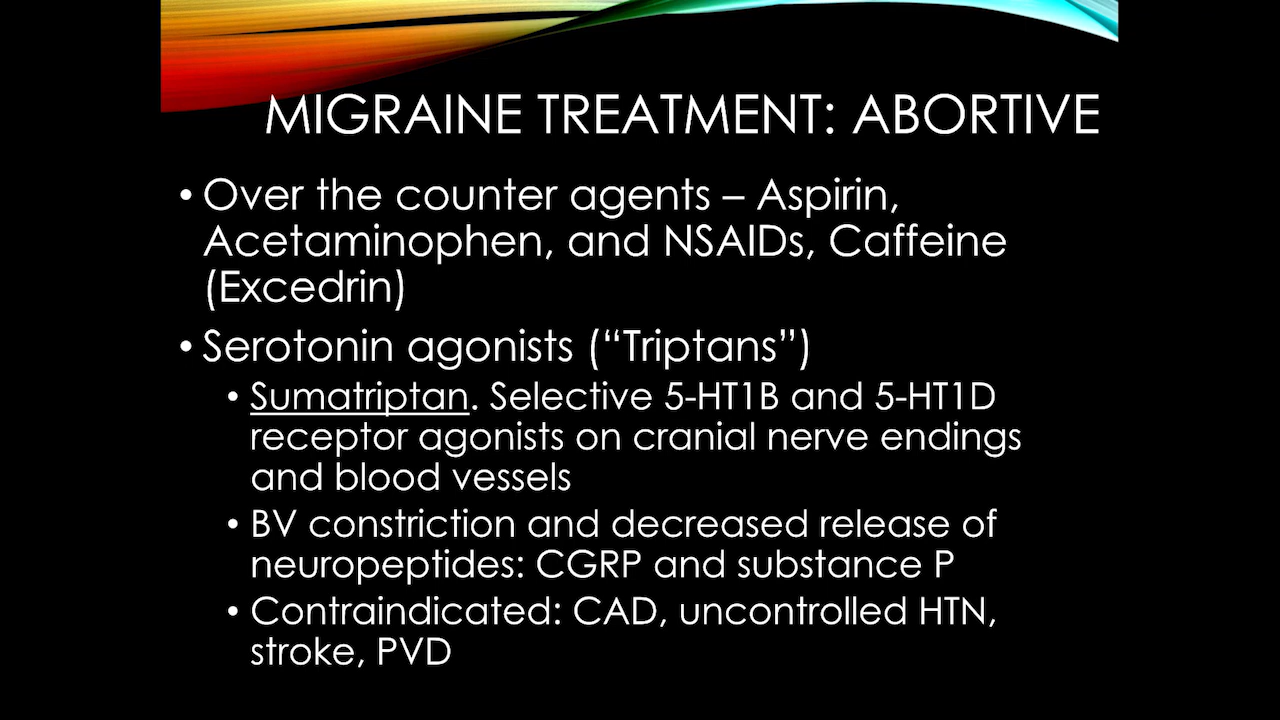 MIGRAINE TREATMENT: ABORTIVE
• Over the counter agents – Aspirin,
Acetaminophen, and NSAIDs, Caffeine
(Excedrin)
• Serotonin agonists (“Triptans”)
• Sumatriptan. Selective 5-HT1B and 5-HT1D
receptor agonists on cranial nerve endings
and blood vessels
• BV constriction and decreased release of
neuropeptides: CGRP and substance P
• Contraindicated: CAD, uncontrolled HTN,
stroke, PVD